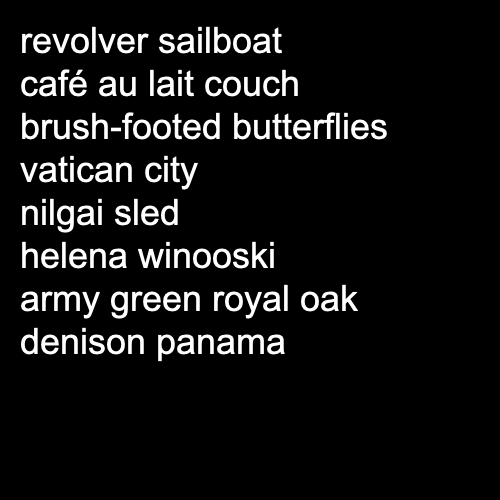 revolver sailboat
café au lait couch
brush-footed butterflies
vatican city
nilgai sled
helena winooski
army green royal oak
denison panama